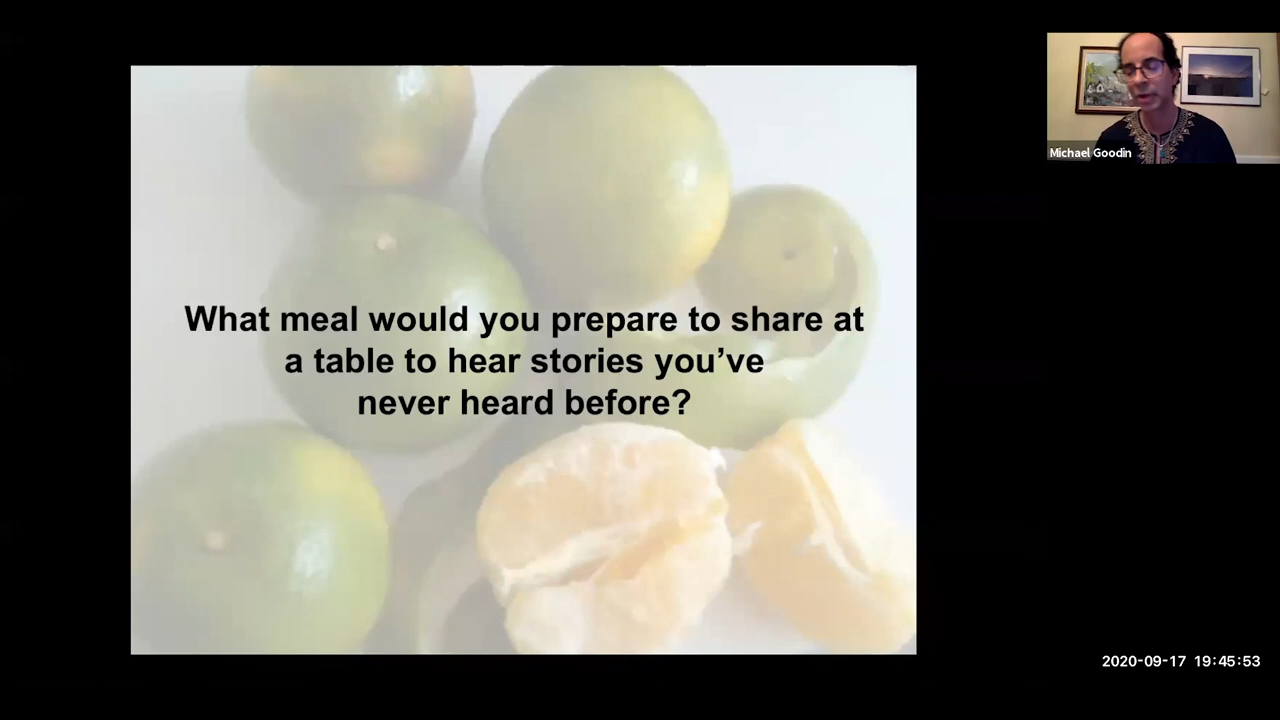 What meal would you prepare to share at
a table to hear stories you’ve
never heard before?
Michael Goodin
2020-09-17 19:45:53